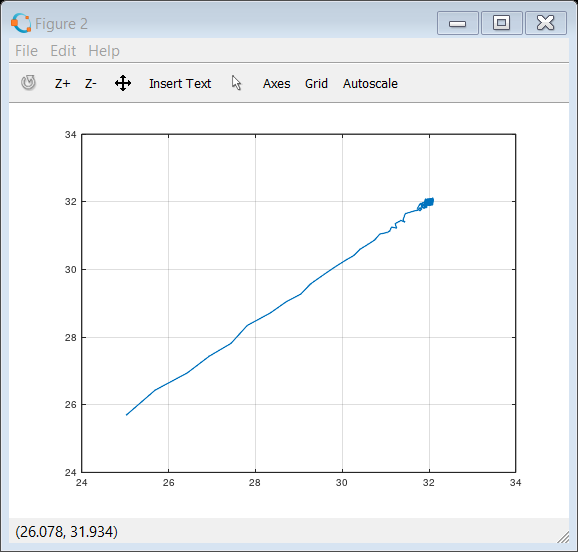 Figure 2
File Edit Help
Z+ Z- Insert Text Axes Grid Autoscale
34
32
30
28
26
24
24 26 28 30 32 34
(26.078, 31.934)